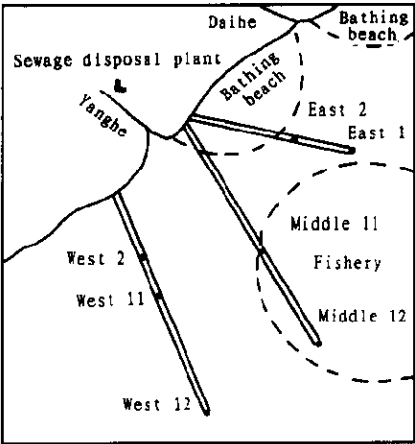 Daihe
Bathing
beach
Sewage disposal plant
Bathing
beach
Yanghe
East 2
East 1
Middle 11
West 2
Fishery
West 11
Middle 12
West 12